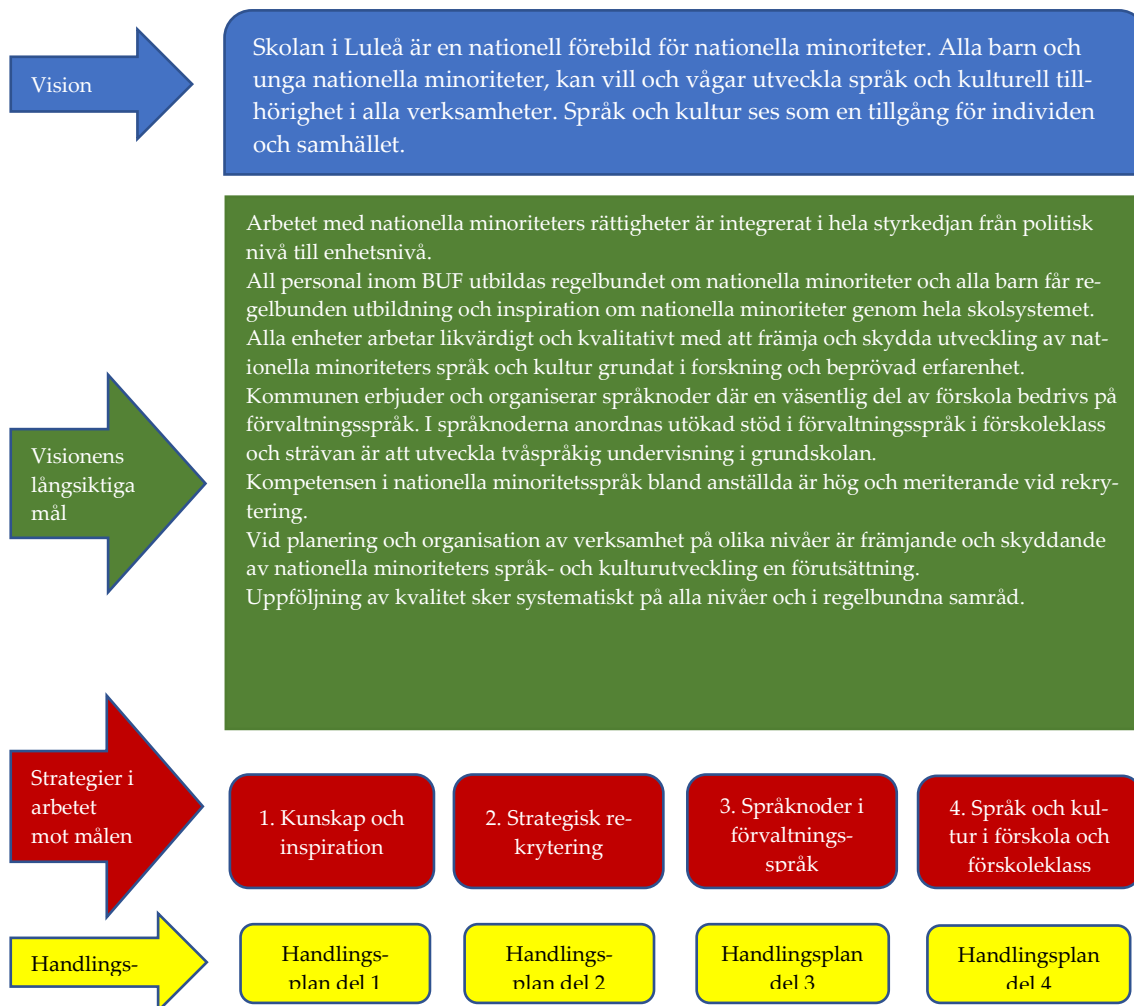 Vision
Skolan i Luleå är en nationell förebild för nationella minoriteter. Alla barn och
unga nationella minoriteter, kan vill och vågar utveckla språk och kulturell till-
hörighet i alla verksamheter. Språk och kultur ses som en tillgång för individen
och samhället.
Visionens
långsiktiga
mål
Arbetet med nationella minoriteters rättigheter är integrerat i hela styrkedjan från politisk
nivå till enhetsnivå.
All personal inom BUF utbildas regelbundet om nationella minoriteter och alla barn får re-
gelbunden utbildning och inspiration om nationella minoriteter genom hela skolsystemet.
Alla enheter arbetar likvärdigt och kvalitativt med att främja och skydda utveckling av nat-
ionella minoriteters språk och kultur grundat i forskning och beprövad erfarenhet.
Kommunen erbjuder och organiserar språknoder där en väsentlig del av förskola bedrivs på
förvaltningsspråk. I språknoderna anordnas utökad stöd i förvaltningsspråk i förskoleklass
och strävan är att utveckla tvåspråkig undervisning i grundskolan.
Kompetensen i nationella minoritetsspråk bland anställda är hög och meriterande vid rekry-
tering.
Vid planering och organisation av verksamhet på olika nivåer är främjande och skyddande
av nationella minoriteters språk- och kulturutveckling en förutsättning.
Uppföljning av kvalitet sker systematiskt på alla nivåer och i regelbundna samråd.
Strategier i
arbetet
mot målen
1. Kunskap och
inspiration
2. Strategisk re-
krytering
3. Språknoder i
förvaltnings-
språk
4. Språk och kul-
tur i förskola och
förskoleklass
Handlings-
Handlings-
plan del 1
Handlings-
plan del 2
Handlingsplan
del 3
Handlingsplan
del 4